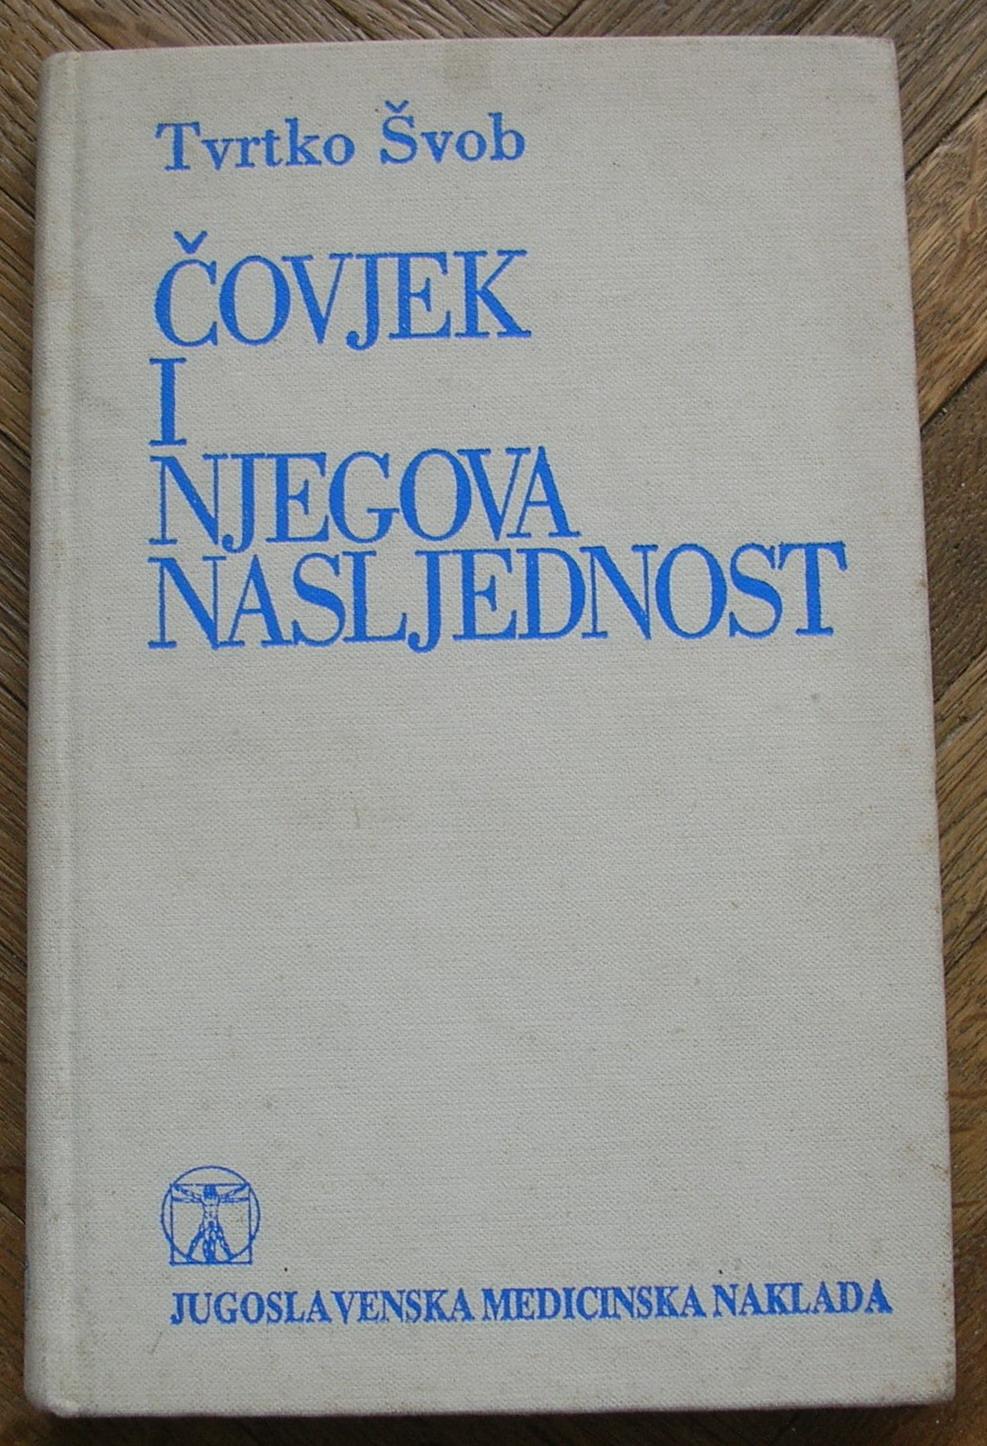 Tvrtko Švob
ČOVJEK
I
NJEGOVA
NASLJEDNOST
JUGOSLAVENSKA MEDICINSKA NAKLADA